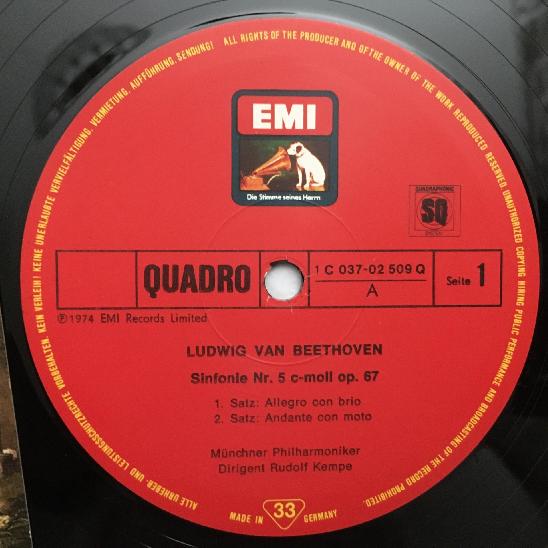 ALL RIGHTS OF THE PRODUCER AND OF THE OWNER OF THE WORK REPRODUCED RESERVED. UNAUTHORIZED COPYING HIRING PUBLIC PERFORMANCE AND BROADCASTING OF THE RECORD PROHIBITED.
ALLE URHEBER- UND LEISTUNGSSCHUTZRECHTE VORBEHALTEN. KEIN VERLEIH! KEINE UNERLAUBTE VERVIELFÄLTIGUNG, VERMIETUNG, AUFFÜHRUNG, SENDUNG!
EMI
Die Stimme seines Herrn
QUADRAPHONIC
SQ
QUADRO
1 C 037-02 509 Q
A
Seite 1
℗ 1974 EMI Records Limited
LUDWIG VAN BEETHOVEN
Sinfonie Nr. 5 c-moll op. 67
1. Satz: Allegro con brio
2. Satz: Andante con moto
Münchner Philharmoniker
Dirigent Rudolf Kempe
MADE IN 33 GERMANY